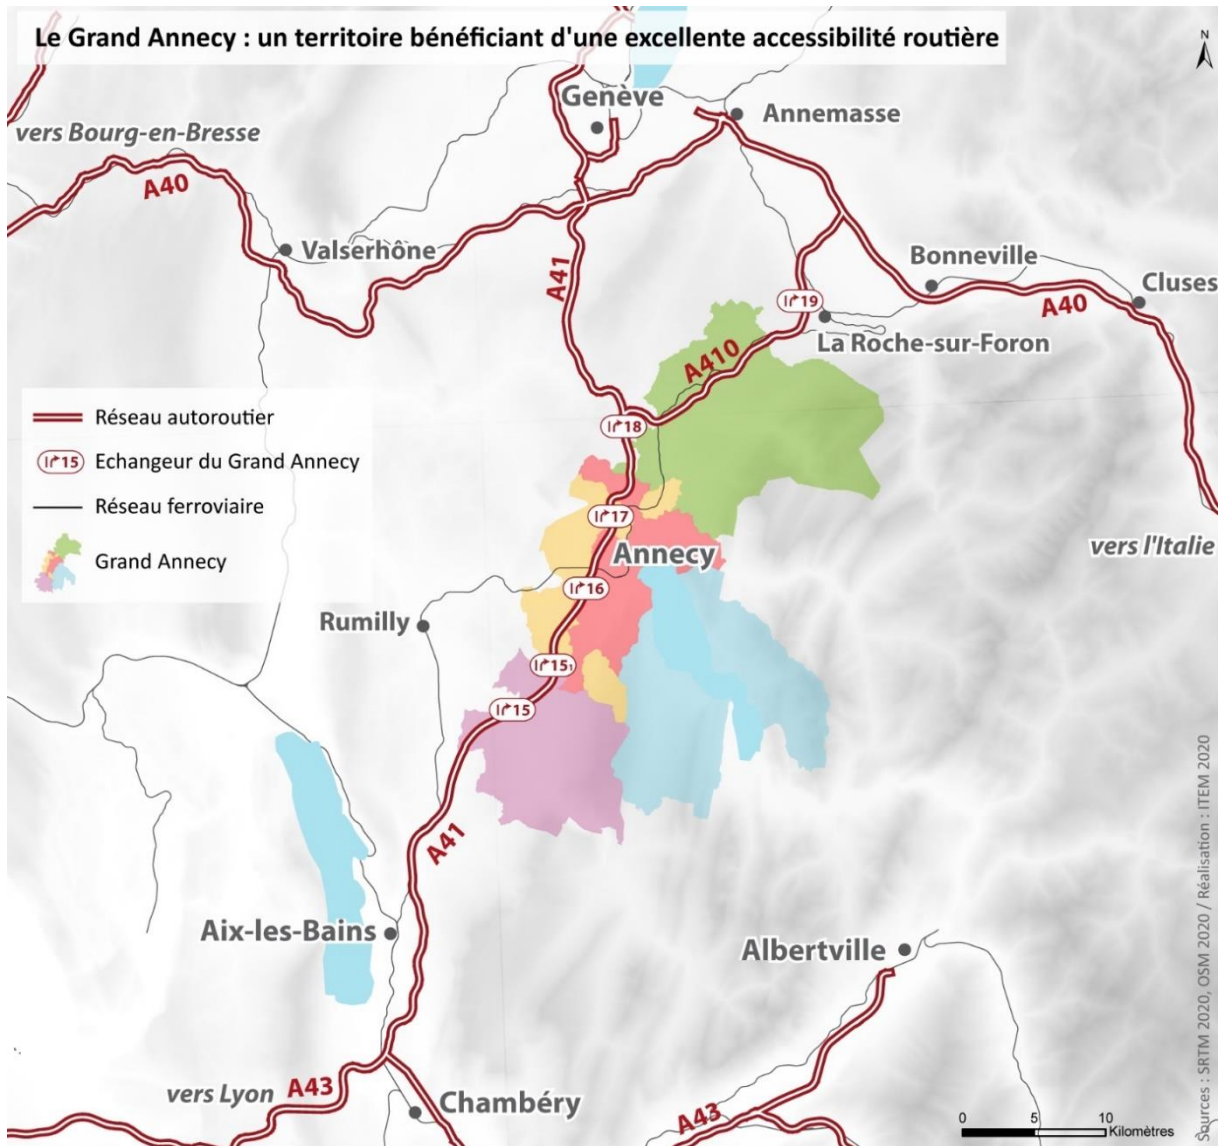 Le Grand Annecy : un territoire bénéficiant d'une excellente accessibilité routière
N
Genève
Annemasse
vers Bourg-en-Bresse
A40
Valserhône
A41
Bonneville
Cluses
19
A40
La Roche-sur-Foron
A410
18
Réseau autoroutier
15
Echangeur du Grand Annecy
Réseau ferroviaire
Grand Annecy
17
Annecy
vers l'Italie
16
Rumilly
15₁
15
A41
Aix-les-Bains
Albertville
vers Lyon
A43
Chambéry
A43
0 5 10
Kilomètres
Sources : SRTM 2020, OSM 2020 / Réalisation : ITEM 2020